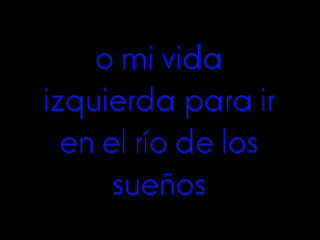 o mi vida
izquierda para ir
en el río de los
sueños